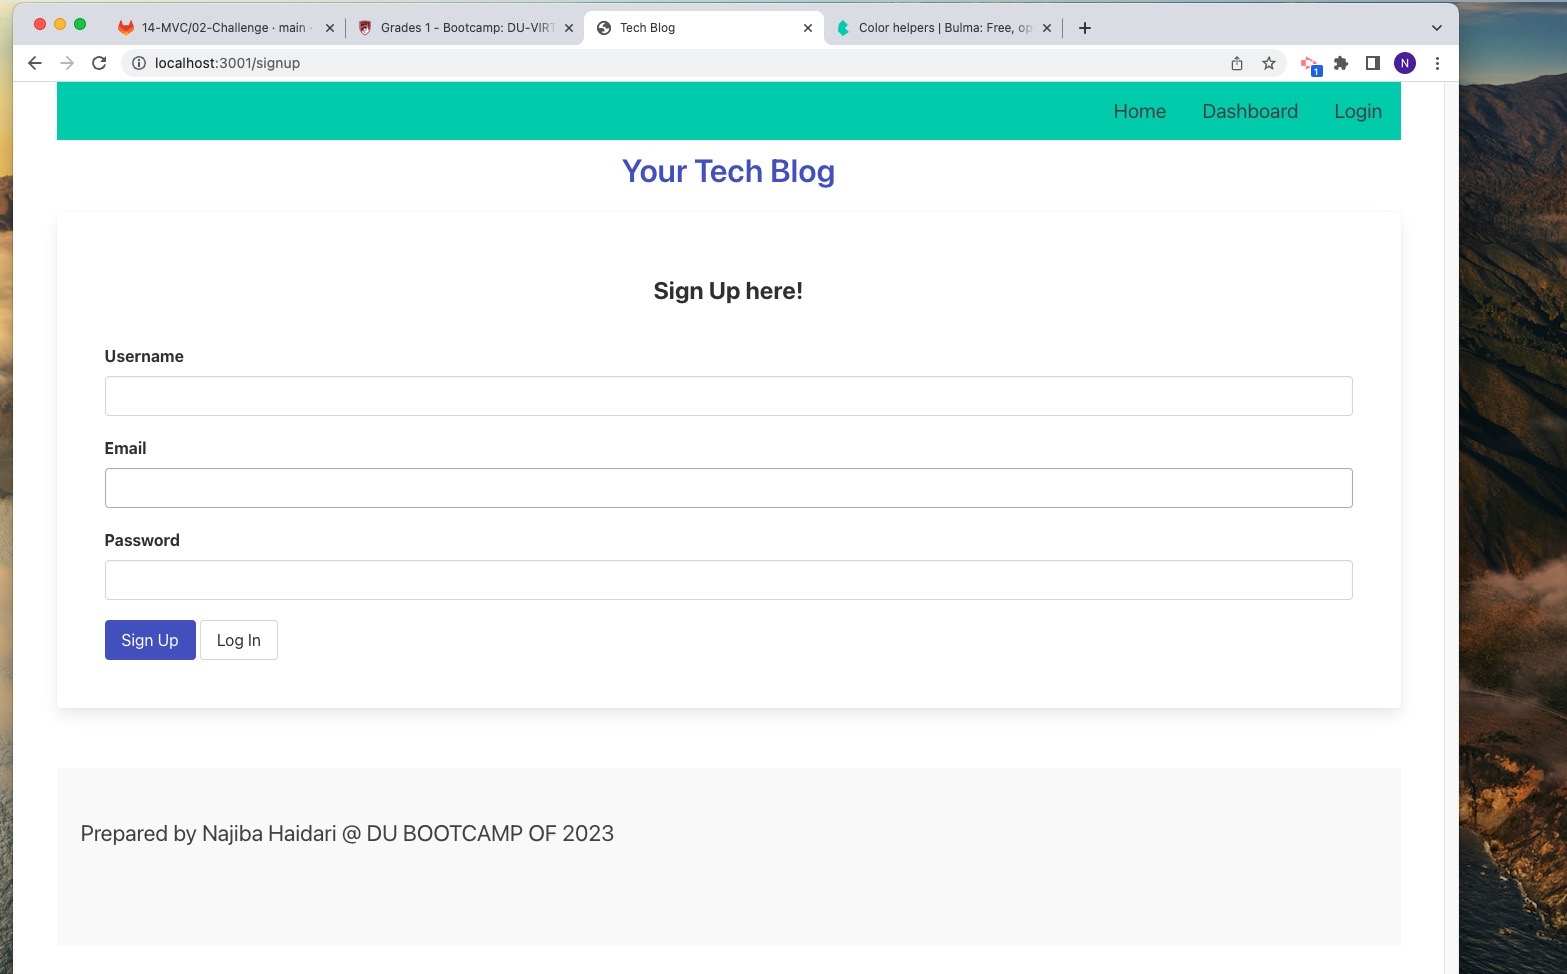 14-MVC/02-Challenge · main ·
Grades 1 - Bootcamp: DU-VIRT
Tech Blog
Color helpers | Bulma: Free, op
localhost:3001/signup
1
N
Home Dashboard Login
Your Tech Blog
Sign Up here!
Username
Email
Password
Sign Up Log In
Prepared by Najiba Haidari @ DU BOOTCAMP OF 2023